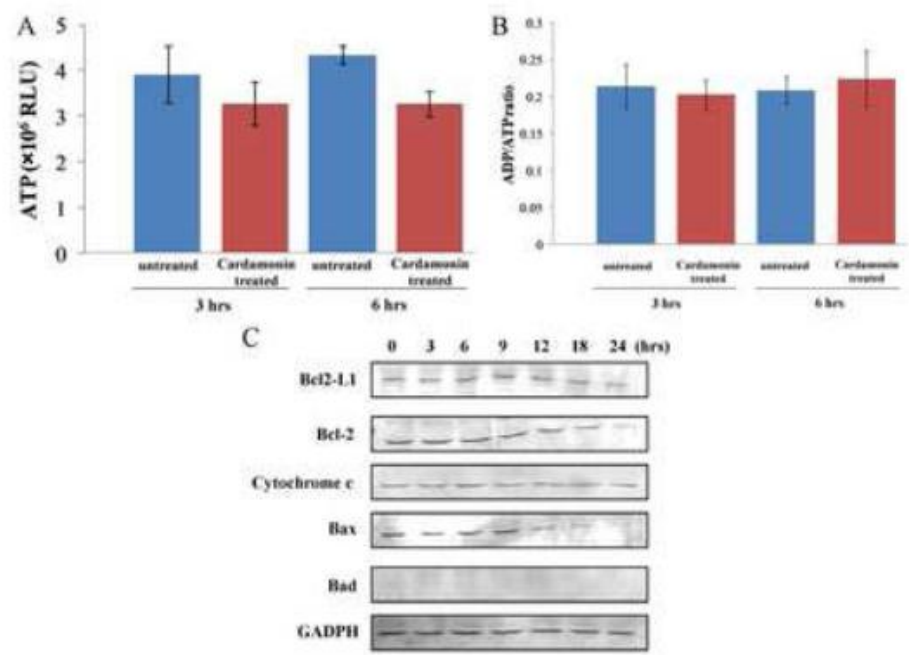 A
5
4
3
2
1
0
ATP (×10⁶ RLU)
untreated
Cardamonin
treated
untreated
Cardamonin
treated
3 hrs
6 hrs
B
0.3
0.25
0.2
0.15
0.1
0.05
0
ADP/ATP ratio
untreated
Cardamonin
treated
untreated
Cardamonin
treated
3 hrs
6 hrs
C
0 3 6 9 12 18 24 (hrs)
Bcl2-L1
Bcl-2
Cytochrome c
Bax
Bad
GADPH